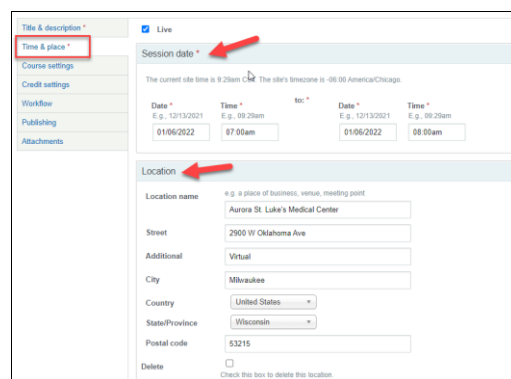 Title & description *
Time & place *
Course settings
Credit settings
Workflow
Publishing
Attachments
Live
Session date *
The current site time is 9:29am CST. The site's timezone is -06:00 America/Chicago.
Date * Time * to: * Date * Time *
E.g., 12/13/2021 E.g., 09:29am E.g., 12/13/2021 E.g., 09:29am
01/06/2022 07:00am 01/06/2022 08:00am
Location
e.g. a place of business, venue, meeting point
Location name Aurora St. Luke's Medical Center
Street 2900 W Oklahoma Ave
Additional Virtual
City Milwaukee
Country United States
State/Province Wisconsin
Postal code 53215
Delete
Check this box to delete this location.